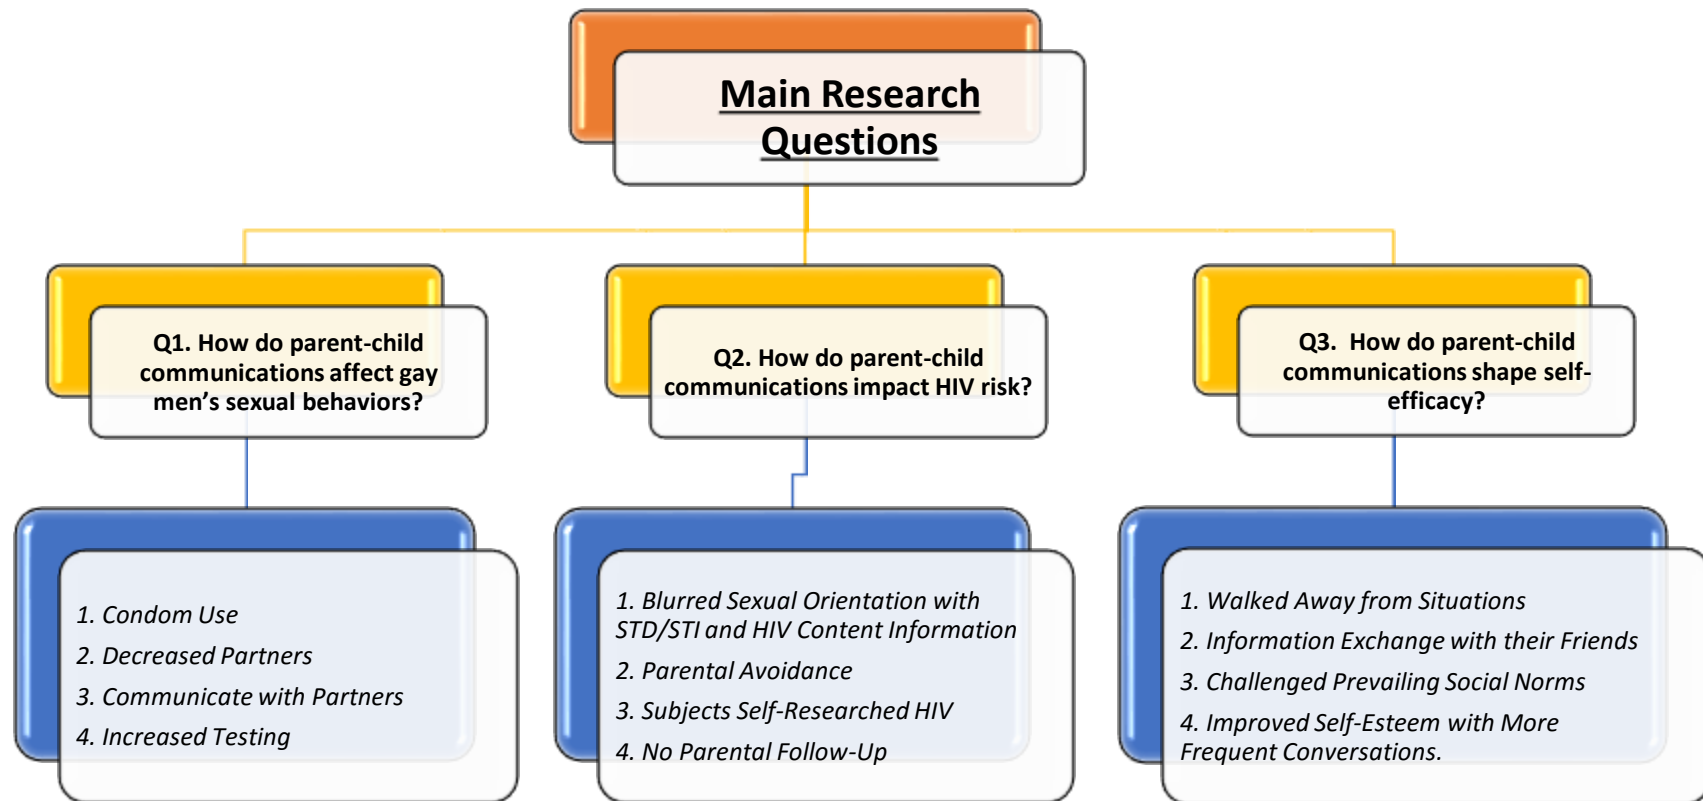 Main Research
Questions
Q1. How do parent-child
communications affect gay
men’s sexual behaviors?
Q2. How do parent-child
communications impact HIV risk?
Q3.  How do parent-child
communications shape self-
efficacy?
1. Condom Use
2. Decreased Partners
3. Communicate with Partners
4. Increased Testing
1. Blurred Sexual Orientation with
STD/STI and HIV Content Information
2. Parental Avoidance
3. Subjects Self-Researched HIV
4. No Parental Follow-Up
1. Walked Away from Situations
2. Information Exchange with their Friends
3. Challenged Prevailing Social Norms
4. Improved Self-Esteem with More
Frequent Conversations.